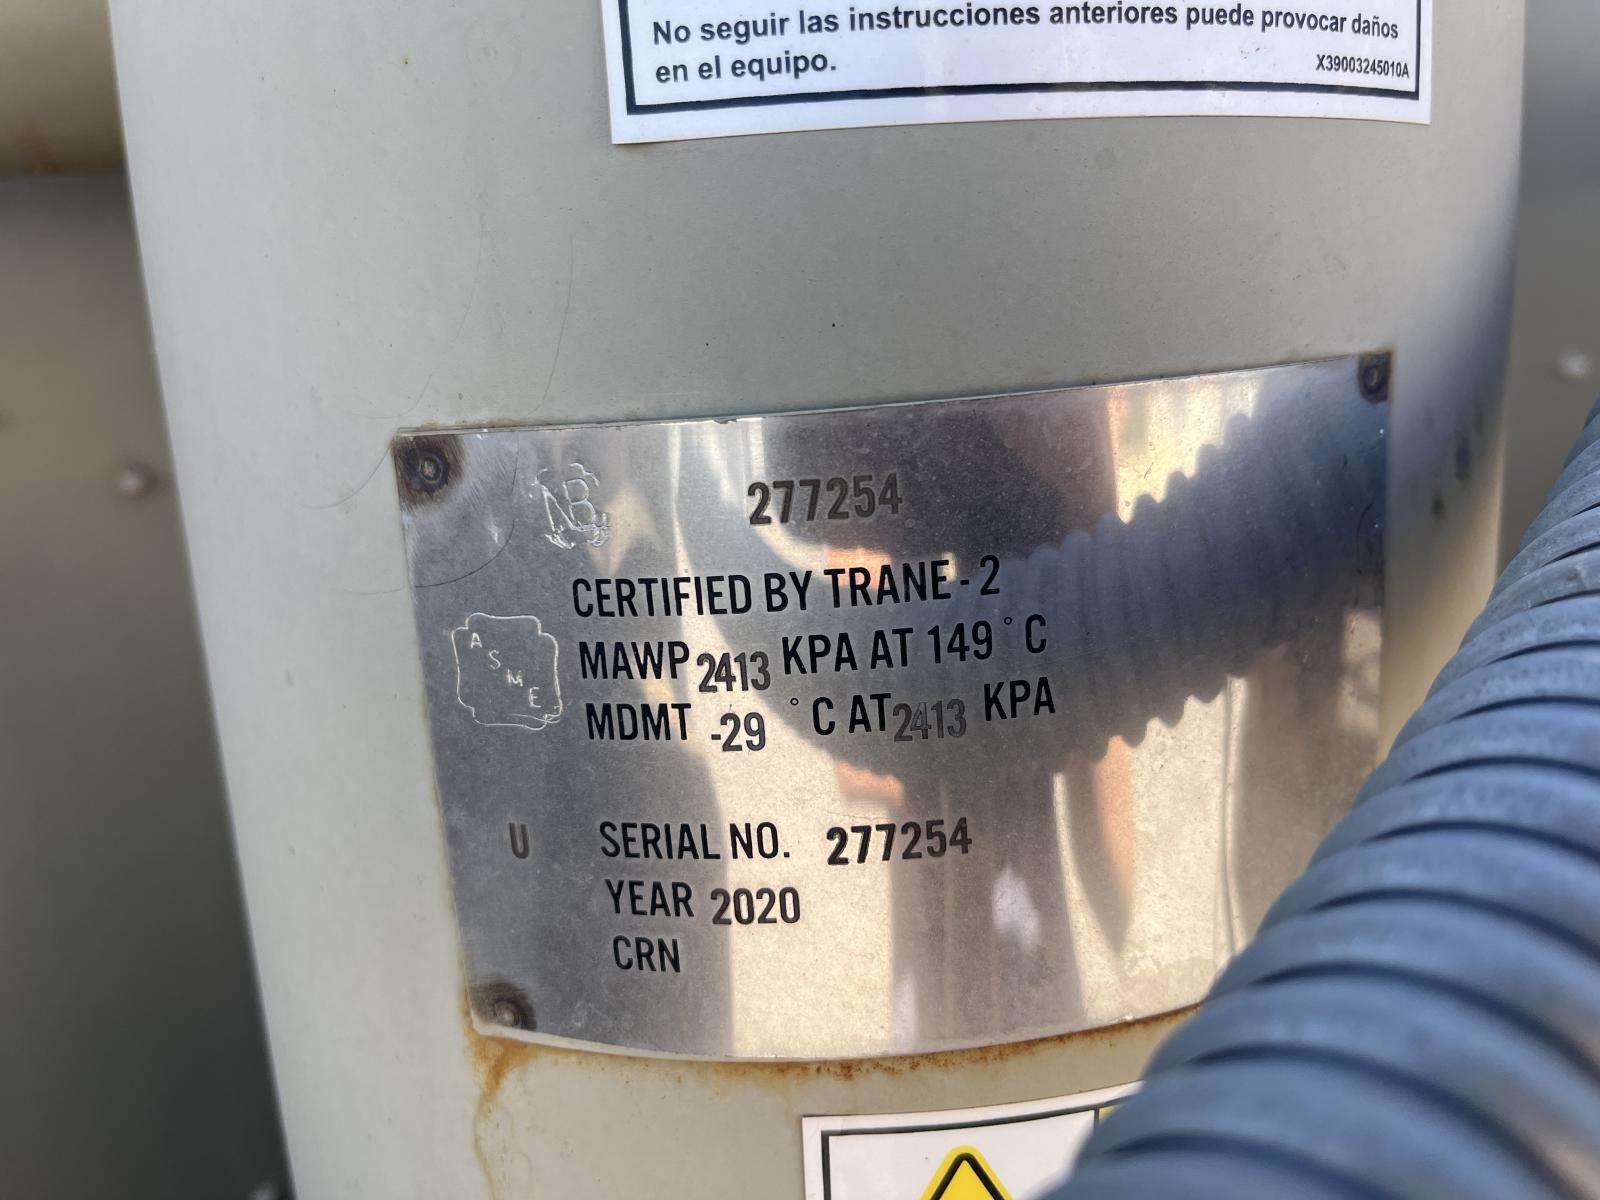 No seguir las instrucciones anteriores puede provocar daños
en el equipo.
X39003245010A
NB
277254
CERTIFIED BY TRANE - 2
MAWP 2413 KPA AT 149 °C
ASME
MDMT -29 °C AT 2413 KPA
U SERIAL NO. 277254
YEAR 2020
CRN